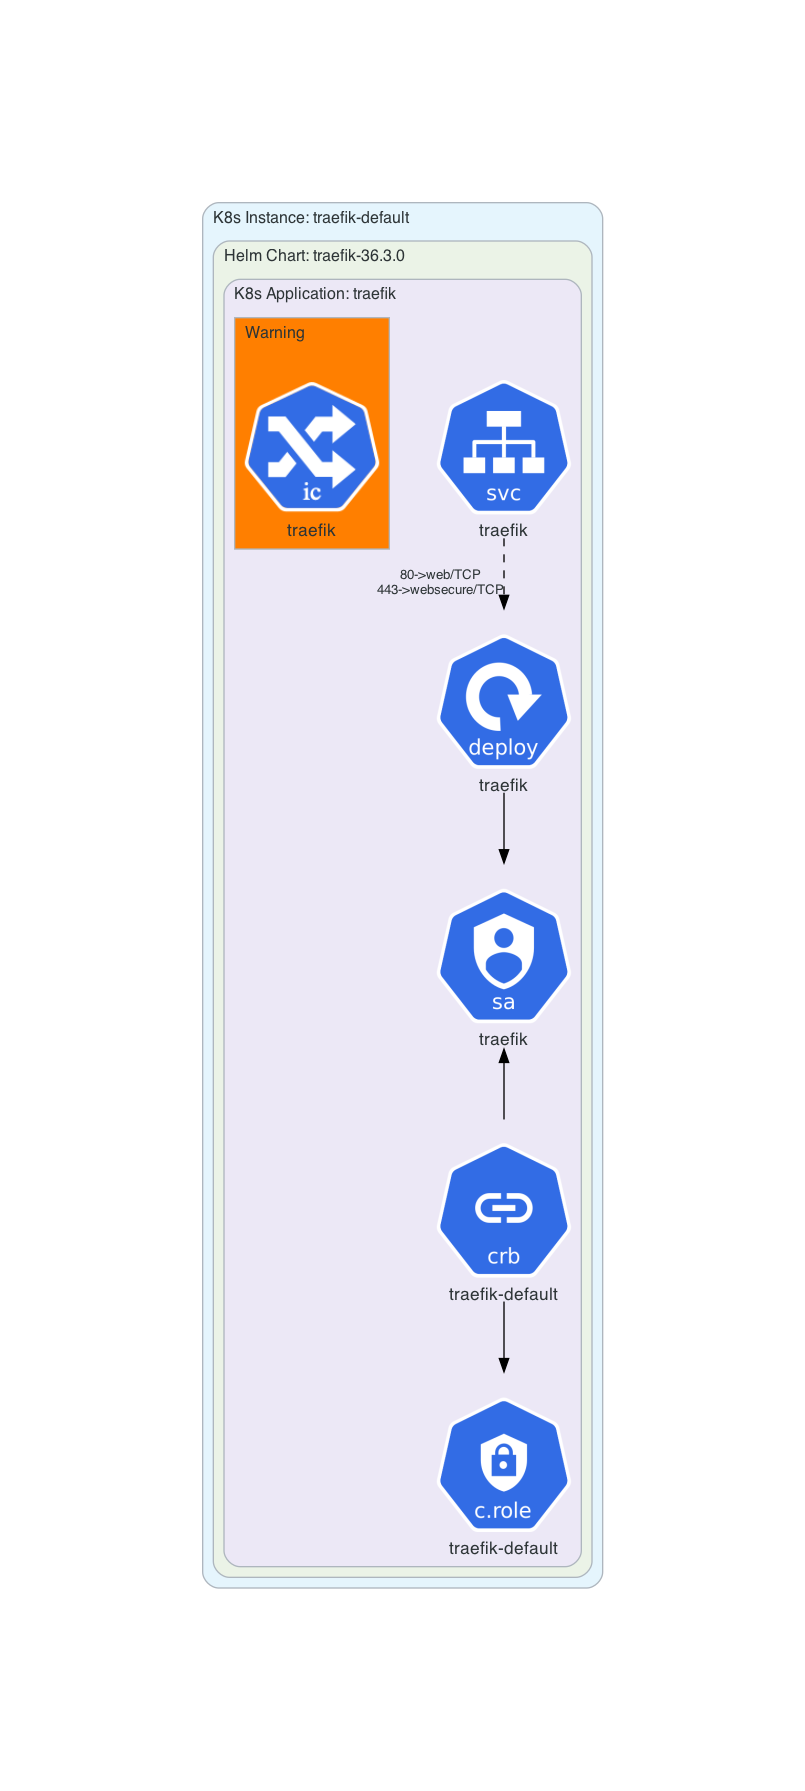 K8s Instance: traefik-default
Helm Chart: traefik-36.3.0
K8s Application: traefik
Warning
ic
traefik
svc
traefik
80->web/TCP
443->websecure/TCP
deploy
traefik
sa
traefik
crb
traefik-default
c.role
traefik-default